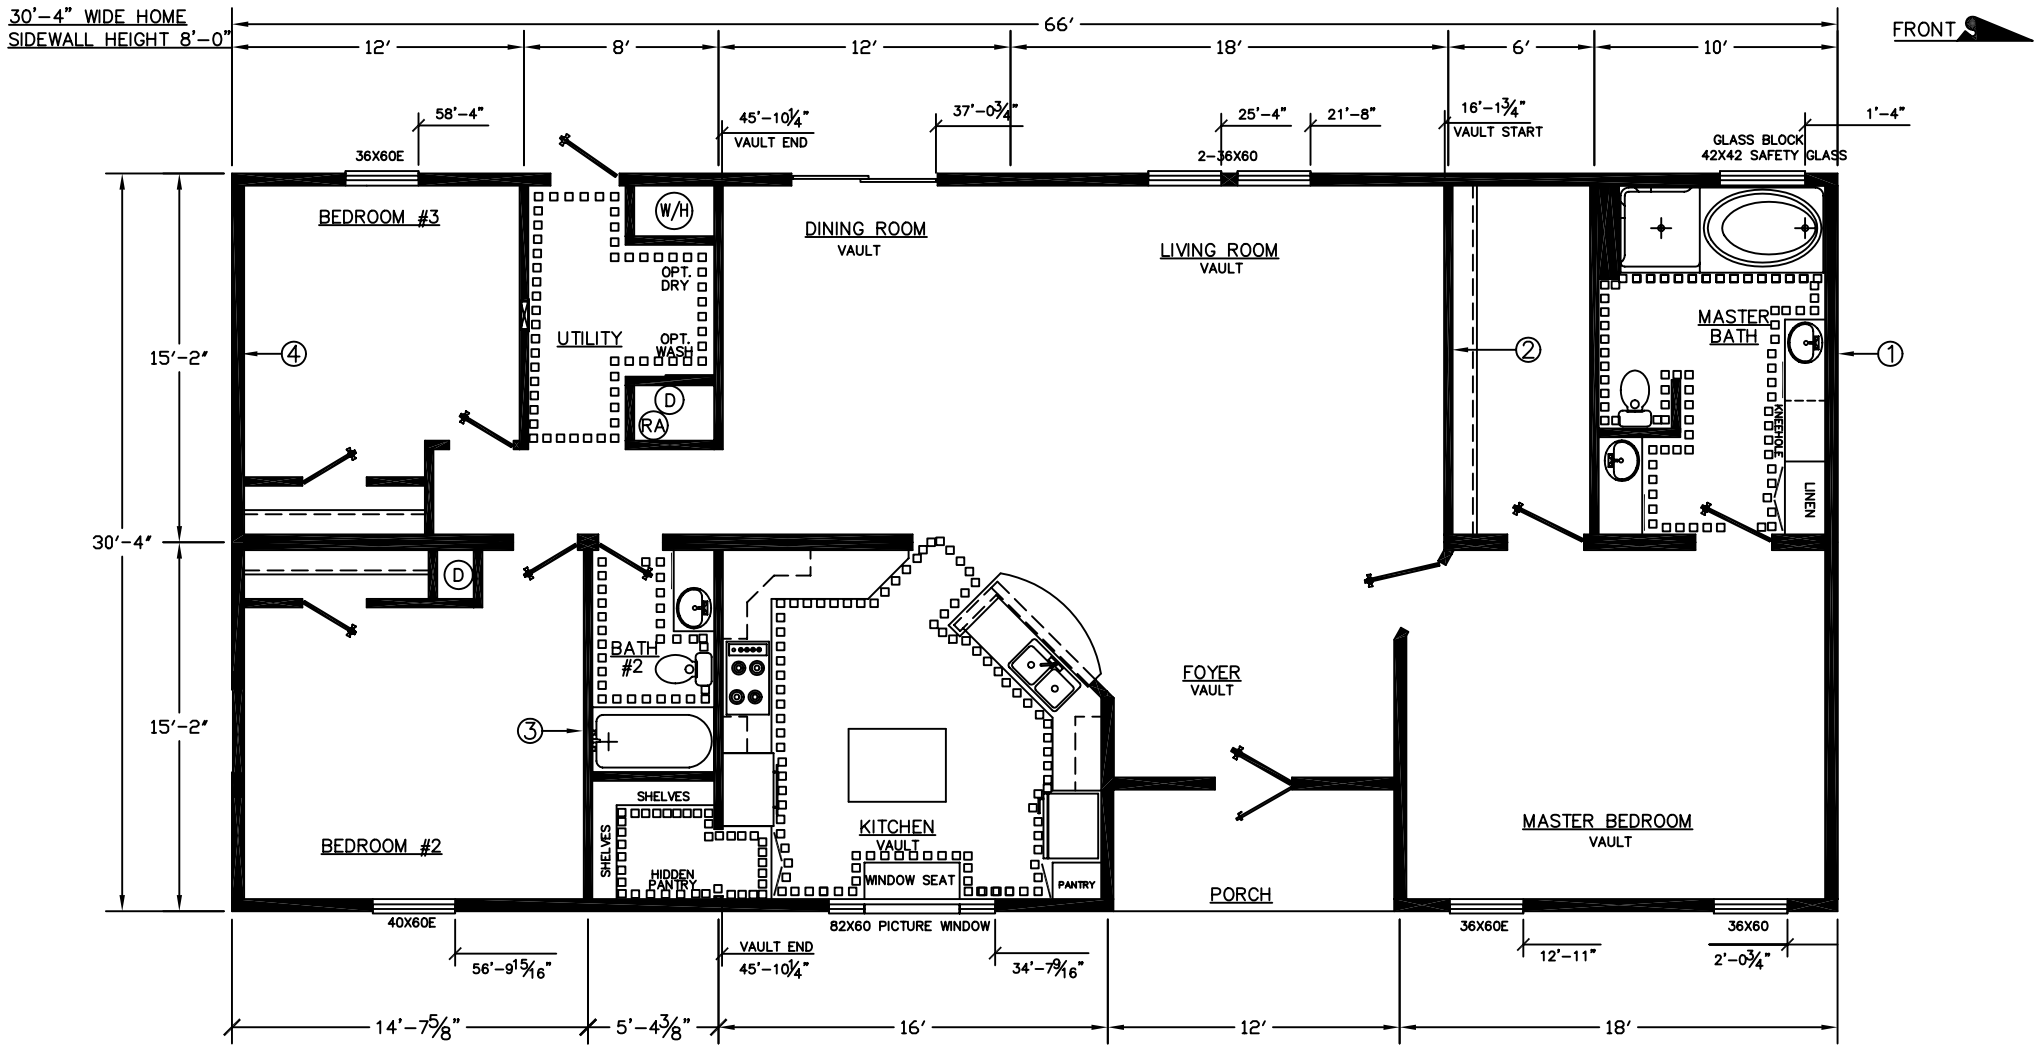 30'-4" WIDE HOME
SIDEWALL HEIGHT 8'-0"
66'
FRONT
12'
8'
12'
18'
6'
10'
58'-4"
45'-10¼"
VAULT END
37'-0¾"
25'-4"
21'-8"
16'-1¾"
VAULT START
1'-4"
GLASS BLOCK
42X42 SAFETY GLASS
36X60E
2-36X60
BEDROOM #3
W/H
DINING ROOM
VAULT
LIVING ROOM
VAULT
OPT.
DRY
UTILITY
OPT.
WASH
MASTER
BATH
15'-2"
4
2
1
D
RA
KNEEHOLE
LINEN
30'-4"
D
BATH
#2
FOYER
VAULT
15'-2"
3
SHELVES
SHELVES
KITCHEN
VAULT
MASTER BEDROOM
VAULT
BEDROOM #2
HIDDEN
PANTRY
WINDOW SEAT
PANTRY
PORCH
40X60E
82X60 PICTURE WINDOW
36X60E
36X60
56'-9 15/16"
VAULT END
45'-10¼"
34'-7 9/16"
12'-11"
2'-0¾"
14'-7⅝"
5'-4⅜"
16'
12'
18'